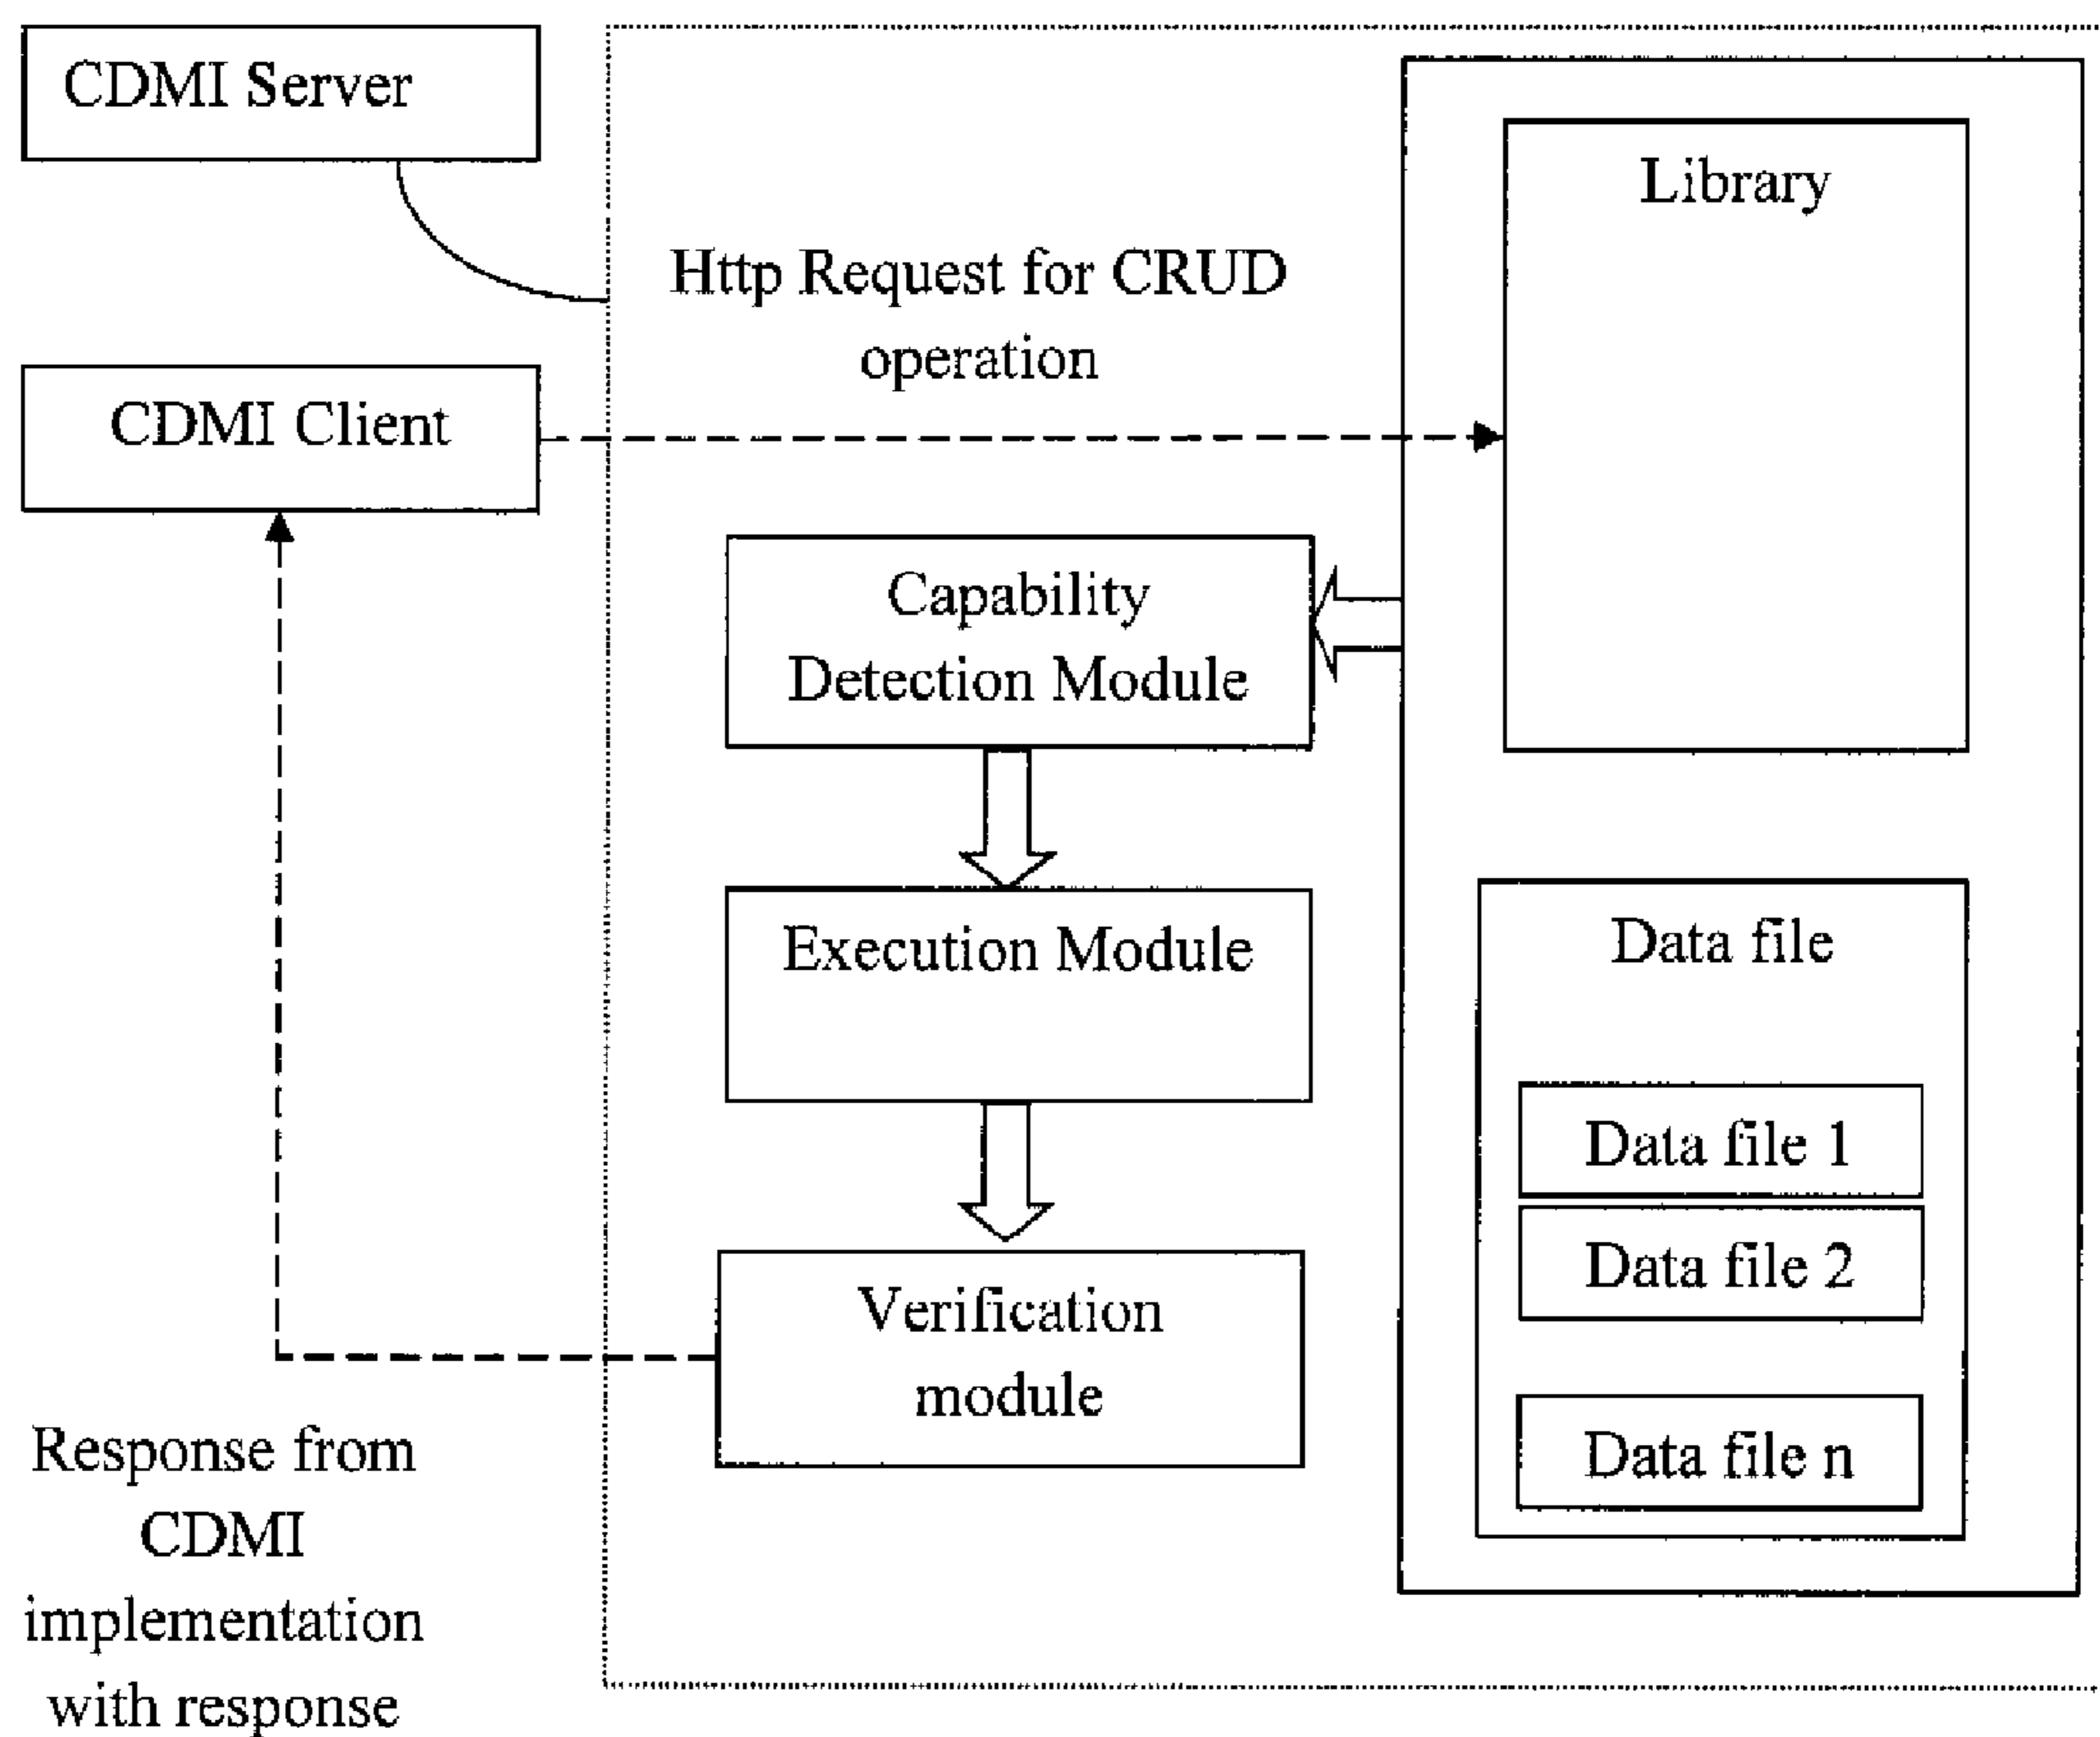 CDMI Server
Library
Http Request for CRUD
operation
CDMI Client
Capability
Detection Module
Execution Module
Data file
Data file 1
Data file 2
Verification
module
Data file n
Response from
CDMI
implementation
with response